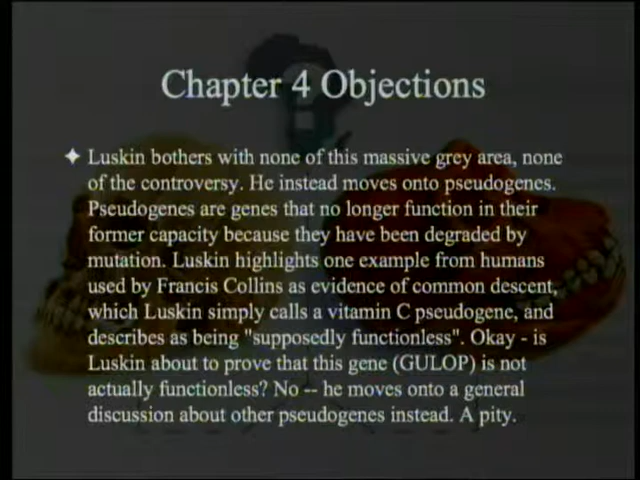 Chapter 4 Objections
✦ Luskin bothers with none of this massive grey area, none
of the controversy. He instead moves onto pseudogenes.
Pseudogenes are genes that no longer function in their
former capacity because they have been degraded by
mutation. Luskin highlights one example from humans
used by Francis Collins as evidence of common descent,
which Luskin simply calls a vitamin C pseudogene, and
describes as being "supposedly functionless". Okay - is
Luskin about to prove that this gene (GULOP) is not
actually functionless? No -- he moves onto a general
discussion about other pseudogenes instead. A pity.